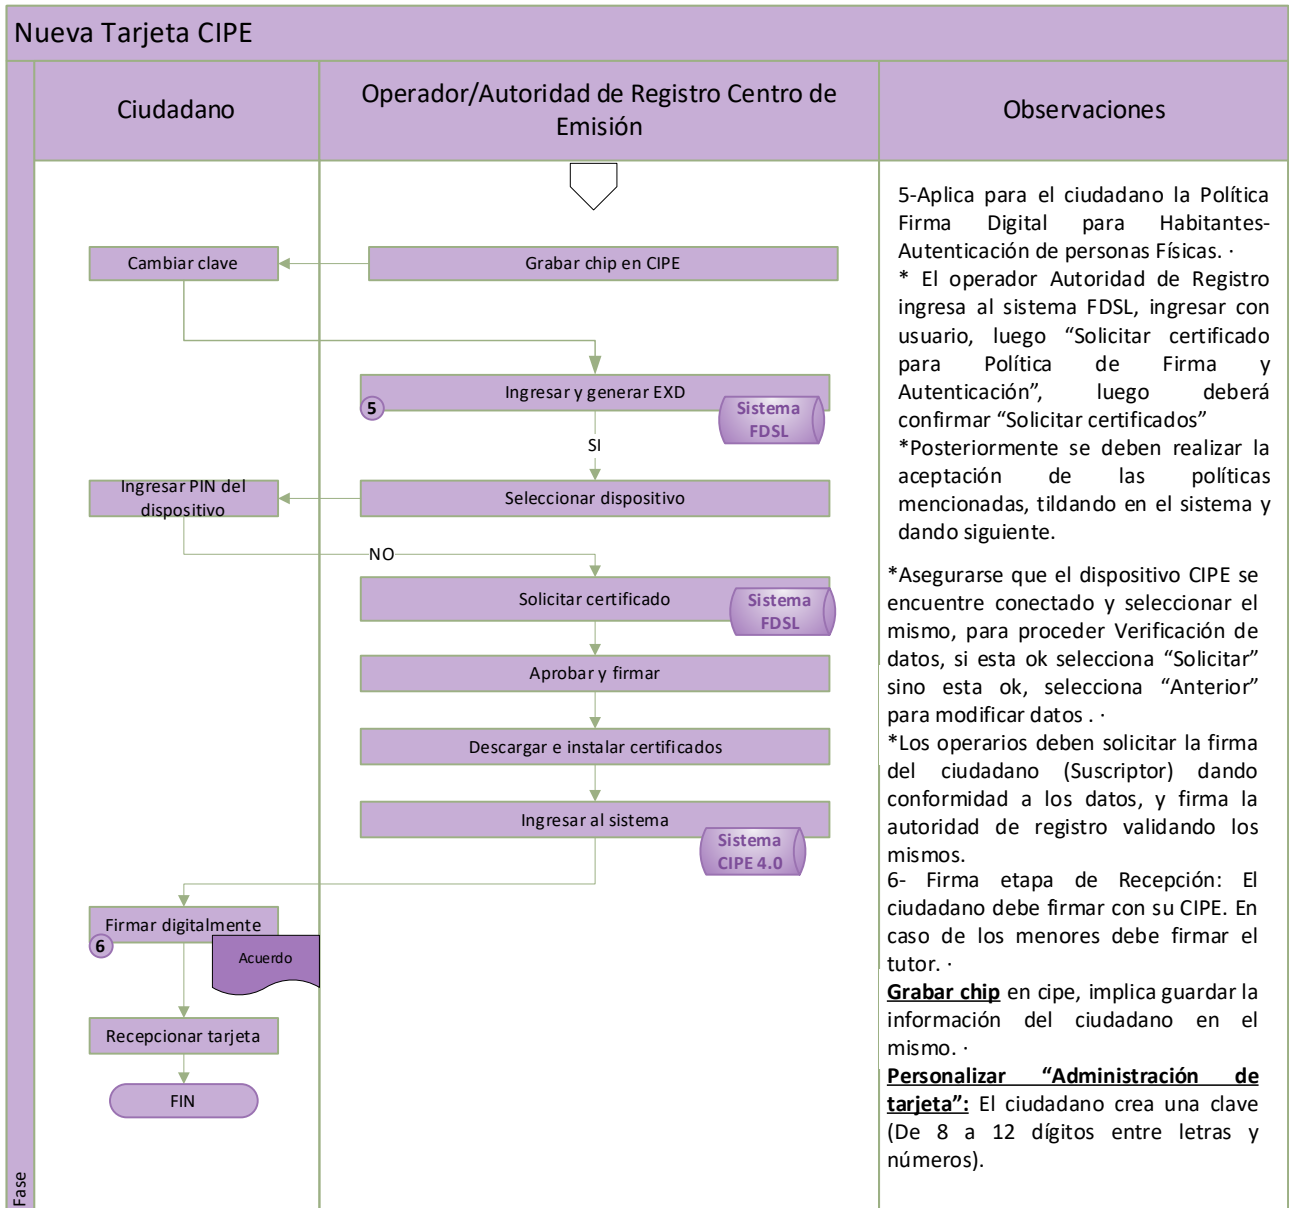 Nueva Tarjeta CIPE
Ciudadano
Operador/Autoridad de Registro Centro de
Emisión
Observaciones
Cambiar clave
Grabar chip en CIPE
Ingresar y generar EXD
5
Sistema
FDSL
SI
Ingresar PIN del
dispositivo
Seleccionar dispositivo
NO
Solicitar certificado
Sistema
FDSL
Aprobar y firmar
Descargar e instalar certificados
Ingresar al sistema
Sistema
CIPE 4.0
Firmar digitalmente
6
Acuerdo
Recepcionar tarjeta
FIN
Fase
5-Aplica para el ciudadano la Política
Firma Digital para Habitantes-
Autenticación de personas Físicas. ·
* El operador Autoridad de Registro
ingresa al sistema FDSL, ingresar con
usuario, luego “Solicitar certificado
para Política de Firma y
Autenticación”, luego deberá
confirmar “Solicitar certificados”
*Posteriormente se deben realizar la
aceptación de las políticas
mencionadas, tildando en el sistema y
dando siguiente.
*Asegurarse que el dispositivo CIPE se
encuentre conectado y seleccionar el
mismo, para proceder Verificación de
datos, si esta ok selecciona “Solicitar”
sino esta ok, selecciona “Anterior”
para modificar datos . ·
*Los operarios deben solicitar la firma
del ciudadano (Suscriptor) dando
conformidad a los datos, y firma la
autoridad de registro validando los
mismos.
6- Firma etapa de Recepción: El
ciudadano debe firmar con su CIPE. En
caso de los menores debe firmar el
tutor. ·
Grabar chip en cipe, implica guardar la
información del ciudadano en el
mismo. ·
Personalizar “Administración de
tarjeta”: El ciudadano crea una clave
(De 8 a 12 dígitos entre letras y
números).